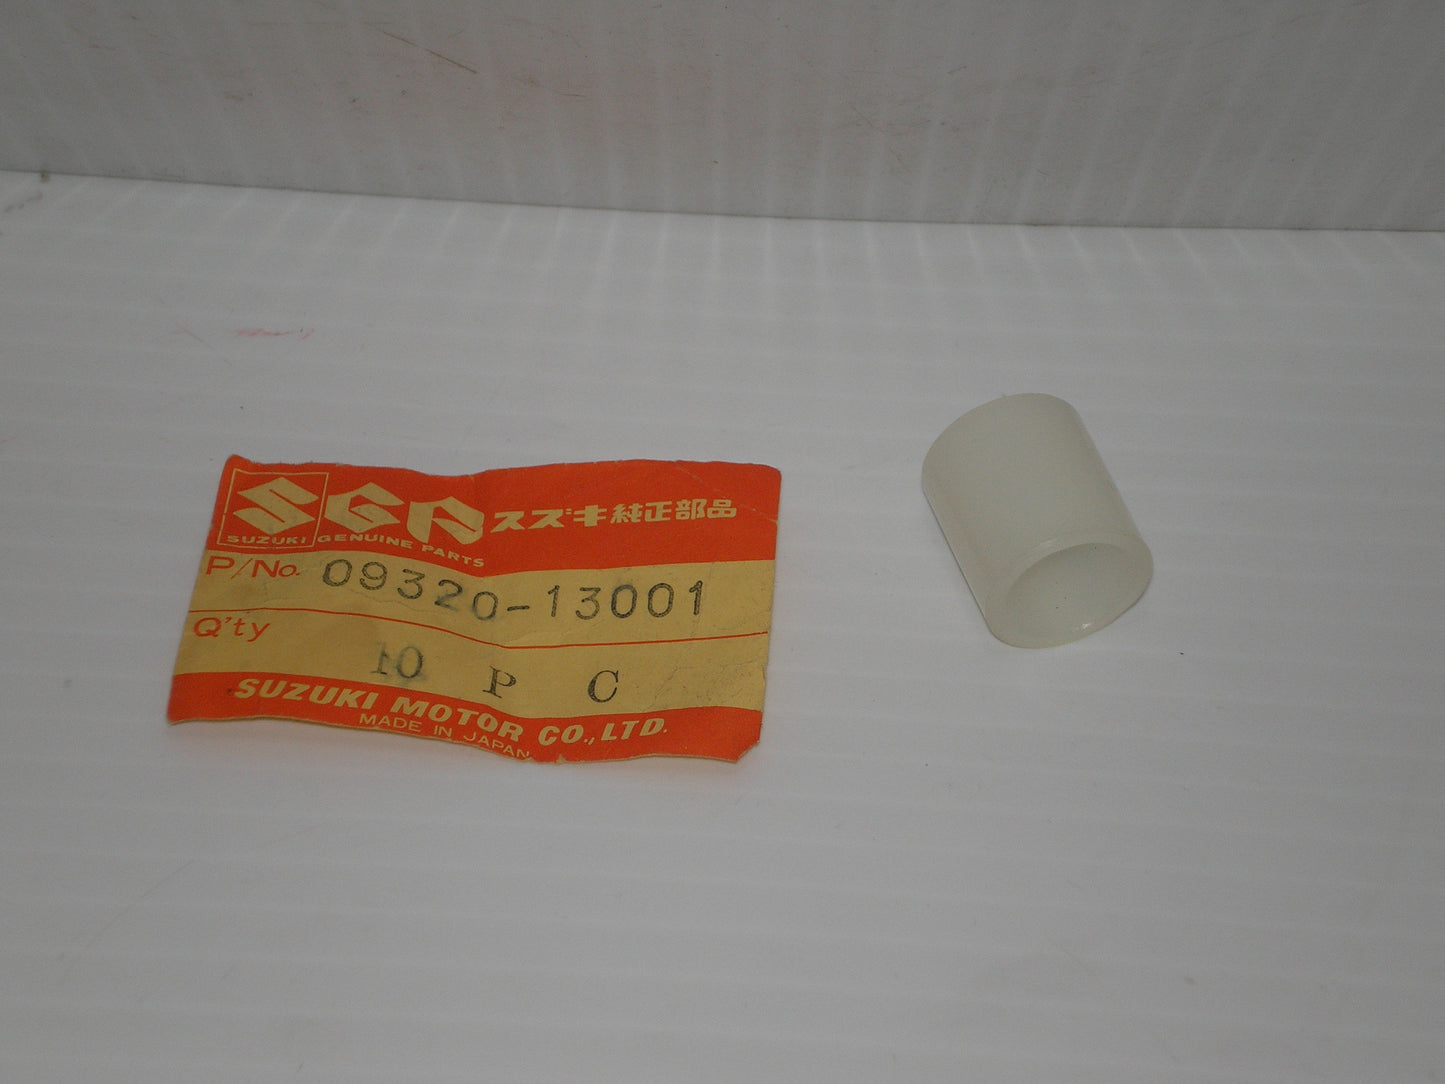 SGP スズキ純正部品
SUZUKI GENUINE PARTS
P/No. 09320-13001
Q'ty 10 P C
SUZUKI MOTOR CO., LTD.
MADE IN JAPAN